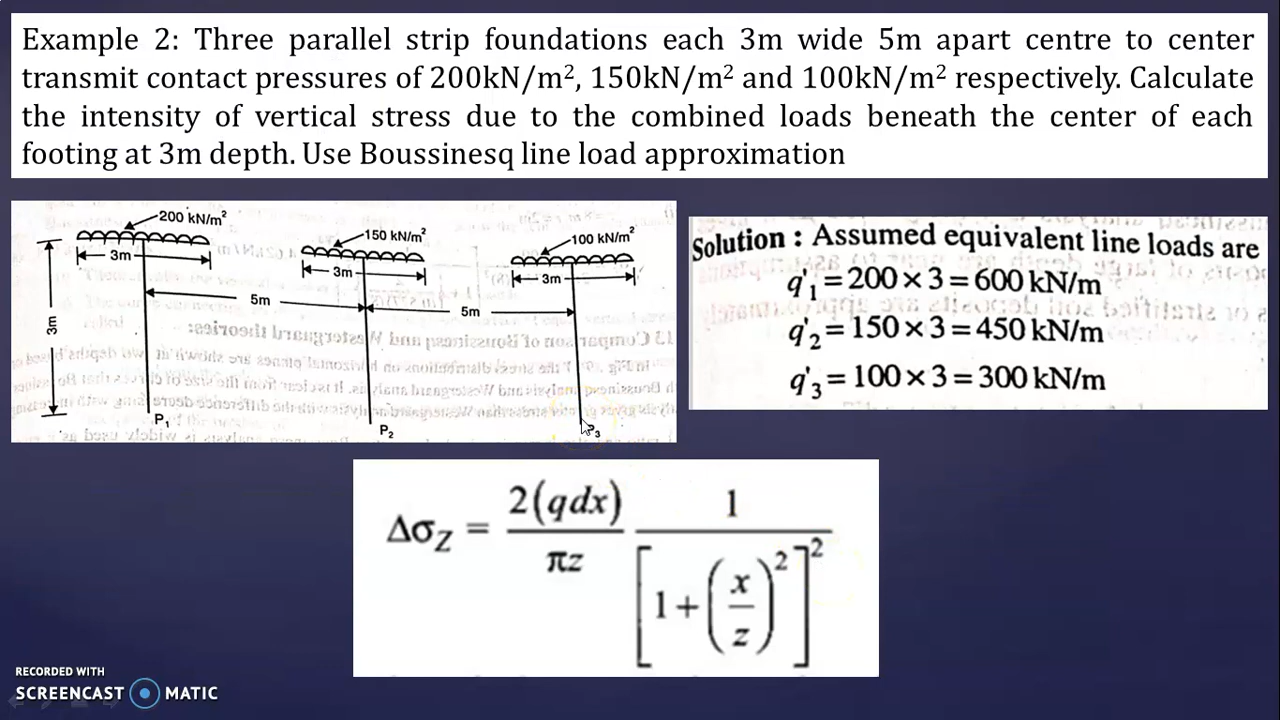 Example 2: Three parallel strip foundations each 3m wide 5m apart centre to center
transmit contact pressures of 200kN/m², 150kN/m² and 100kN/m² respectively. Calculate
the intensity of vertical stress due to the combined loads beneath the center of each
footing at 3m depth. Use Boussinesq line load approximation
200 kN/m²
150 kN/m²
100 kN/m²
3m
3m
3m
5m
5m
3m
P₁
P₂
P₃
Solution : Assumed equivalent line loads are
q'₁ = 200 × 3 = 600 kN/m
q'₂ = 150 × 3 = 450 kN/m
q'₃ = 100 × 3 = 300 kN/m
Δσ_Z = 2(qdx)/πz 1/[1+(x/z)²]²
RECORDED WITH
SCREENCAST MATIC